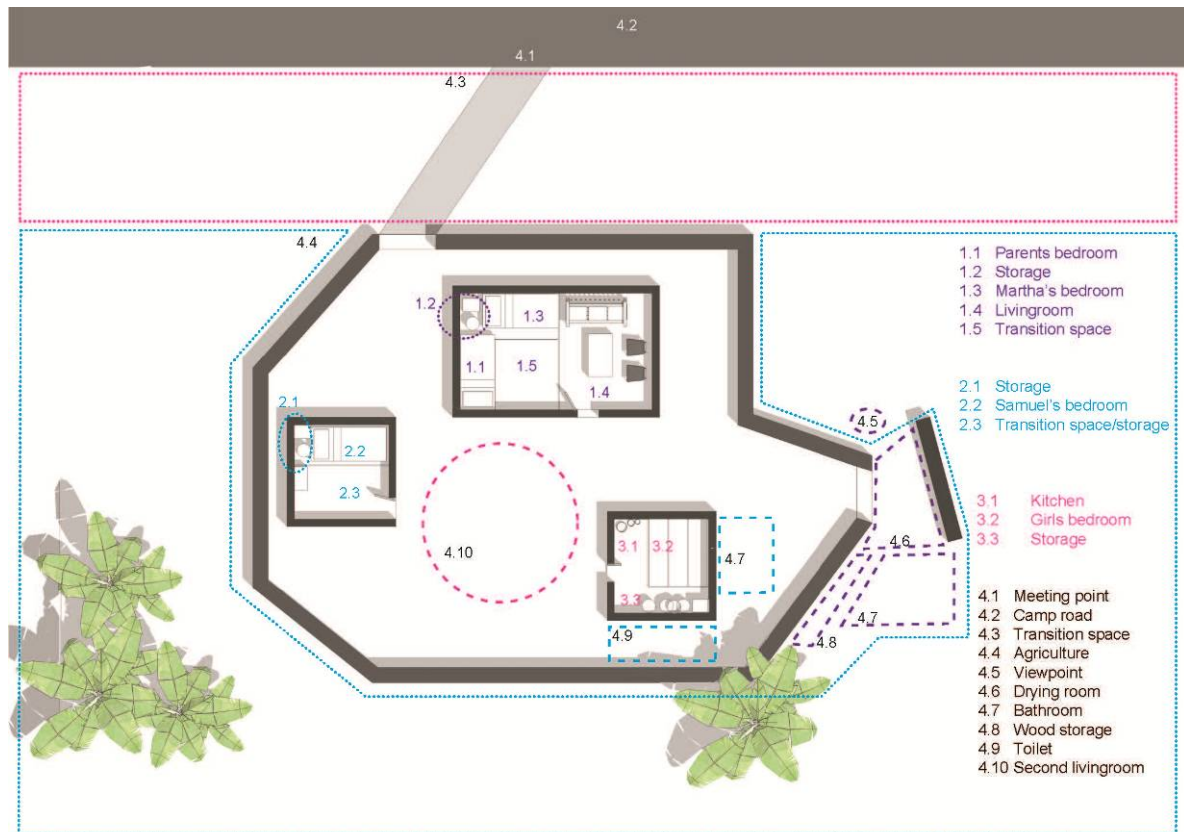 4.2
4.1
4.3
4.4
1.2
1.3
1.1
1.5
1.4
2.1
2.2
2.3
4.5
4.10
3.1
3.2
3.3
4.7
4.6
4.9
4.7
4.8
1.1 Parents bedroom
1.2 Storage
1.3 Martha's bedroom
1.4 Livingroom
1.5 Transition space
2.1 Storage
2.2 Samuel's bedroom
2.3 Transition space/storage
3.1 Kitchen
3.2 Girls bedroom
3.3 Storage
4.1 Meeting point
4.2 Camp road
4.3 Transition space
4.4 Agriculture
4.5 Viewpoint
4.6 Drying room
4.7 Bathroom
4.8 Wood storage
4.9 Toilet
4.10 Second livingroom